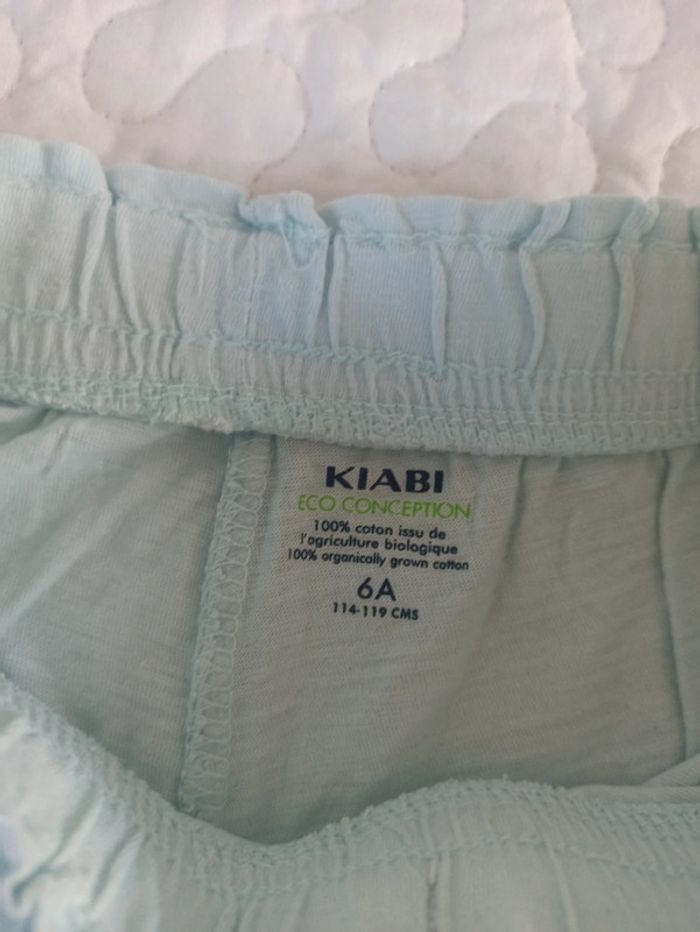 KIABI
ECO CONCEPTION
100% coton issu de
l'agriculture biologique
100% organically grown cotton
6A
114-119 CMS